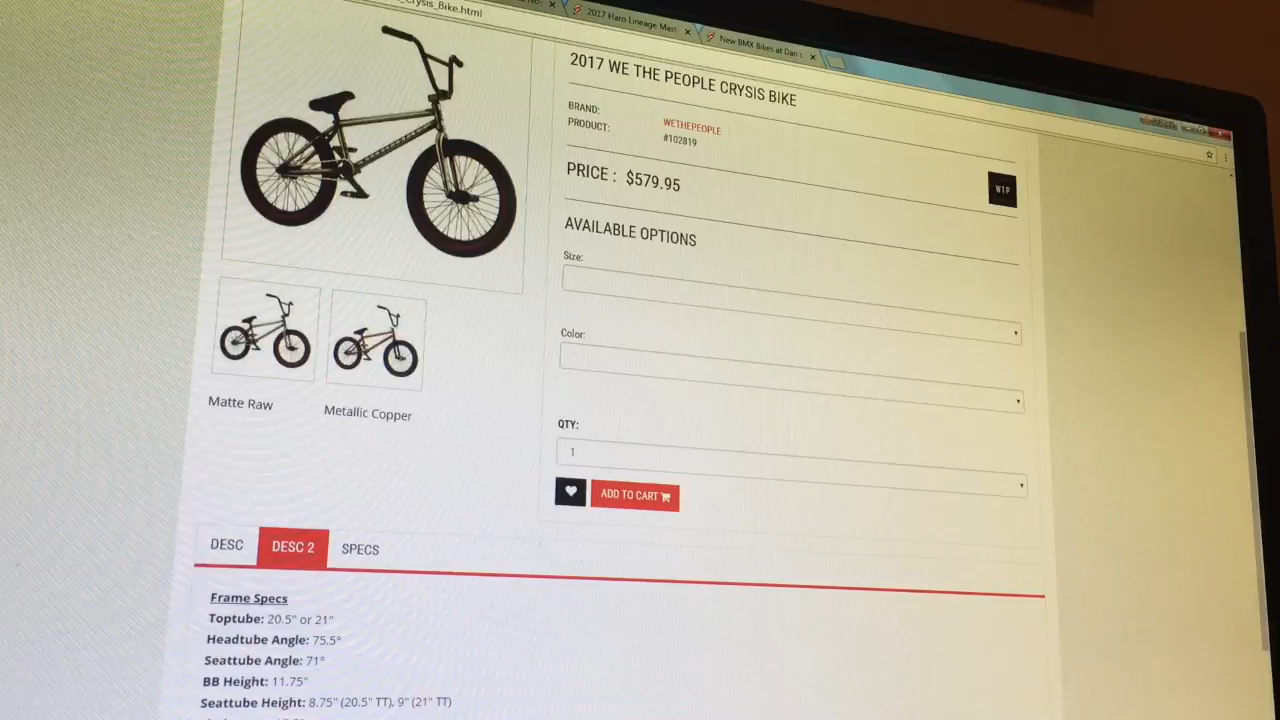 _Crysis_Bike.html
2017 Haro Lineage Mast
New BMX Bikes at Dan
2017 WE THE PEOPLE CRYSIS BIKE
BRAND:
WETHEPEOPLE
PRODUCT:
#102819
PRICE : $579.95
WTP
AVAILABLE OPTIONS
Size:
Color:
QTY:
1
ADD TO CART
Matte Raw
Metallic Copper
DESC
DESC 2
SPECS
Frame Specs
Toptube: 20.5" or 21"
Headtube Angle: 75.5°
Seattube Angle: 71°
BB Height: 11.75"
Seattube Height: 8.75" (20.5" TT), 9" (21" TT)